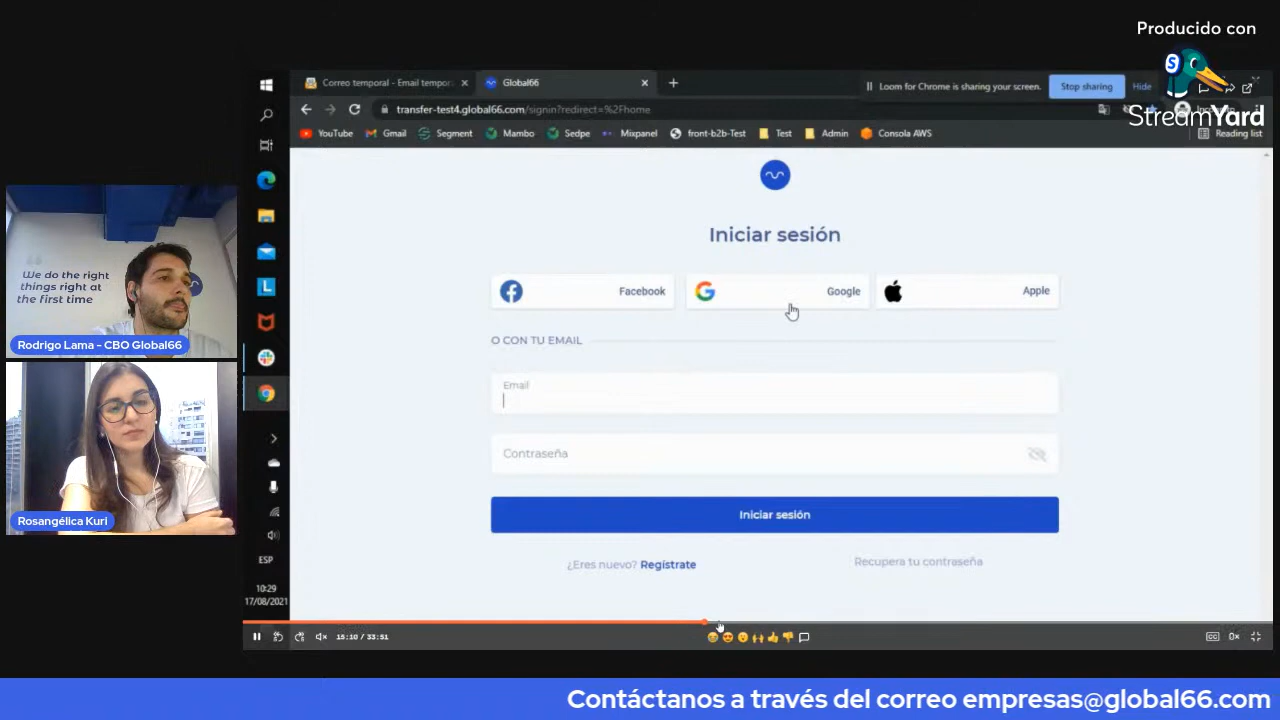 Producido con
StreamYard
Correo temporal - Email tempor
Global66
Loom for Chrome is sharing your screen.
Stop sharing
Hide
transfer-test4.global66.com/signin?redirect=%2Fhome
YouTube
Gmail
Segment
Mambo
Sedpe
Mixpanel
front-b2b-Test
Test
Admin
Consola AWS
Reading list
We do the right
things right at
the first time
Rodrigo Lama - CBO Global66
Rosangélica Kuri
Iniciar sesión
Facebook
Google
Apple
O CON TU EMAIL
Email
Contraseña
Iniciar sesión
¿Eres nuevo? Regístrate
Recupera tu contraseña
ESP
10:29
17/08/2021
15:10 / 33:51
CC
Contáctanos a través del correo empresas@global66.com